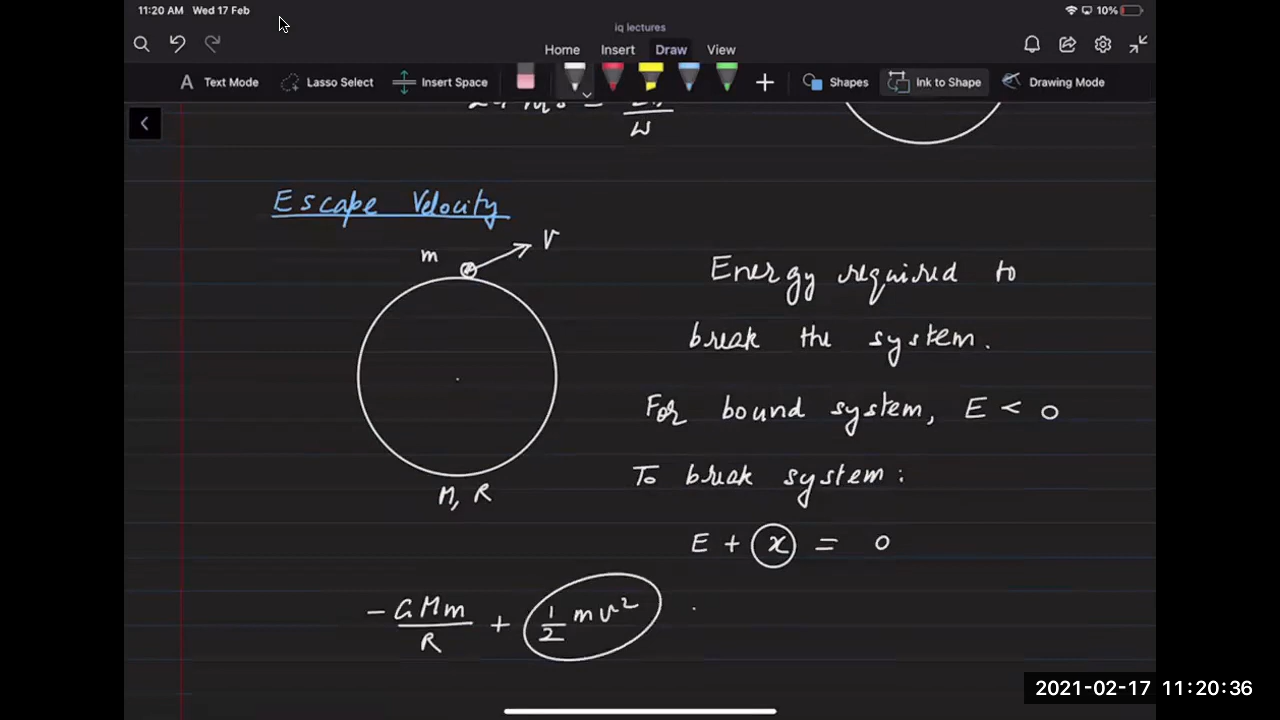 11:20 AM Wed 17 Feb
10%
iq lectures
Home Insert Draw View
Text Mode Lasso Select Insert Space Shapes Ink to Shape Drawing Mode
Escape Velocity
m
V
Energy required to
break the system.
For bound system, E < 0
To break system:
M, R
E + x = 0
-GMm/R + 1/2 mv²
2021-02-17 11:20:36